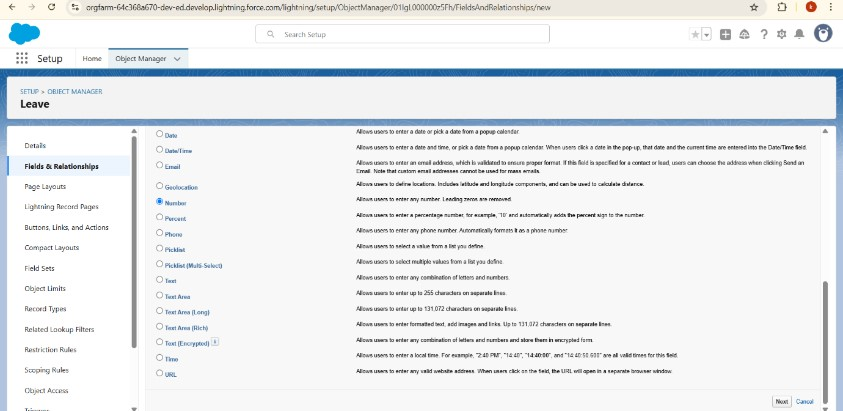 orgfarm-64c368a670-dev-ed.develop.lightning.force.com/lightning/setup/ObjectManager/01IgL000000z5Fh/FieldsAndRelationships/new
k
Search Setup
Setup
Home
Object Manager
SETUP > OBJECT MANAGER
Leave
Details
Fields & Relationships
Page Layouts
Lightning Record Pages
Buttons, Links, and Actions
Compact Layouts
Field Sets
Object Limits
Record Types
Related Lookup Filters
Restriction Rules
Scoping Rules
Object Access
Triggers
Date Allows users to enter a date or pick a date from a popup calendar.
Date/Time Allows users to enter a date and time, or pick a date from a popup calendar. When users click a date in the pop-up, that date and the current time are entered into the Date/Time field.
Email Allows users to enter an email address, which is validated to ensure proper format. If this field is specified for a contact or lead, users can choose the address when clicking Send an
Email. Note that custom email addresses cannot be used for mass emails.
Geolocation Allows users to define locations. Includes latitude and longitude components, and can be used to calculate distance.
Number Allows users to enter any number. Leading zeros are removed.
Percent Allows users to enter a percentage number, for example, '10' and automatically adds the percent sign to the number.
Phone Allows users to enter any phone number. Automatically formats it as a phone number.
Picklist Allows users to select a value from a list you define.
Picklist (Multi-Select) Allows users to select multiple values from a list you define.
Text Allows users to enter any combination of letters and numbers.
Text Area Allows users to enter up to 255 characters on separate lines.
Text Area (Long) Allows users to enter up to 131,072 characters on separate lines.
Text Area (Rich) Allows users to enter formatted text, add images and links. Up to 131,072 characters on separate lines.
Text (Encrypted) i Allows users to enter any combination of letters and numbers and store them in encrypted form.
Time Allows users to enter a local time. For example, "2:40 PM", "14:40", "14:40:00", and "14:40:50.600" are all valid times for this field.
URL Allows users to enter any valid website address. When users click on the field, the URL will open in a separate browser window.
Next Cancel